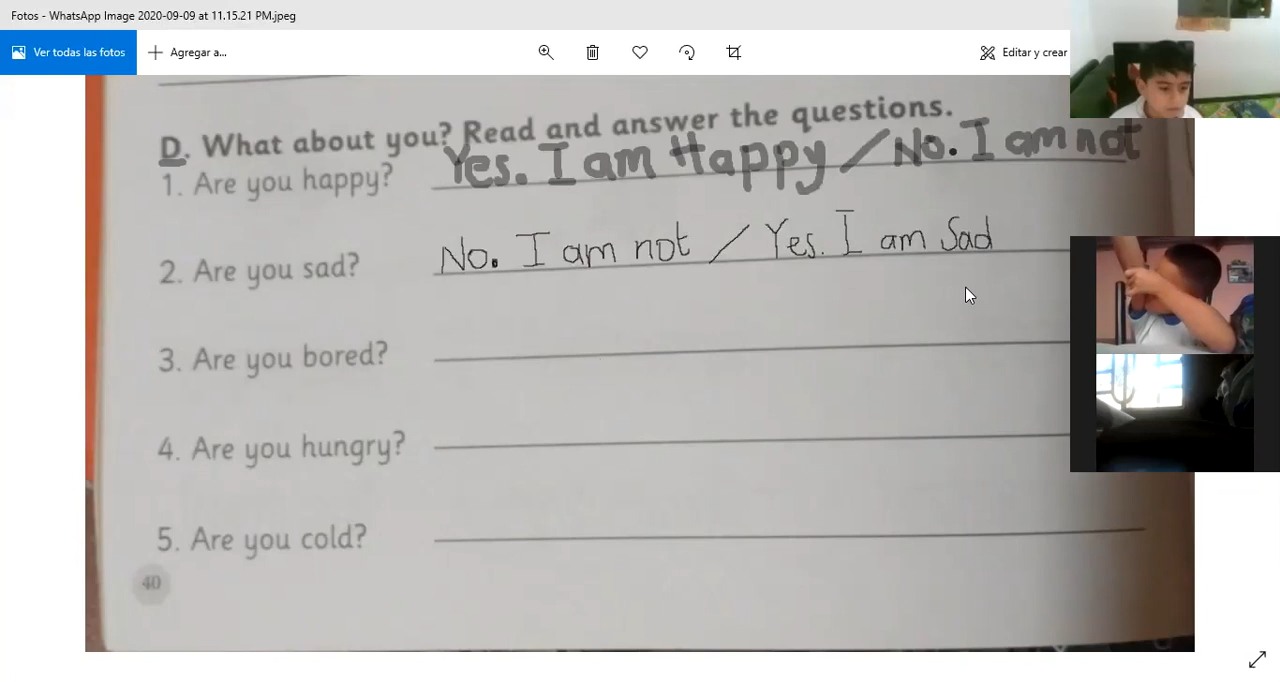 Fotos - WhatsApp Image 2020-09-09 at 11.15.21 PM.jpeg
Ver todas las fotos
Agregar a...
Editar y crear
D. What about you? Read and answer the questions.
1. Are you happy? Yes. I am Happy / No. I am not
2. Are you sad? No. I am not / Yes. I am Sad
3. Are you bored?
4. Are you hungry?
5. Are you cold?
40